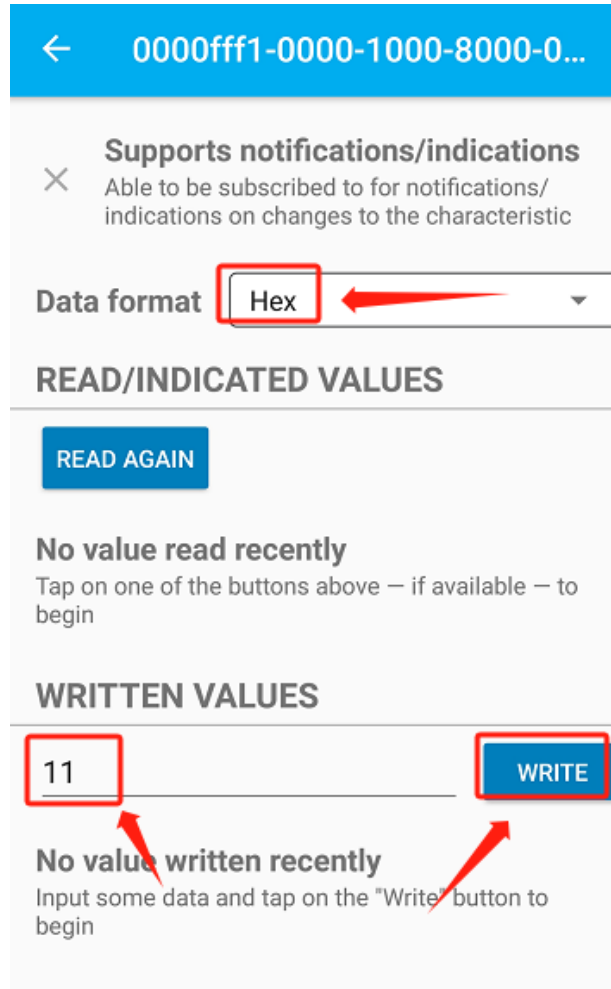 0000fff1-0000-1000-8000-0...
Supports notifications/indications
Able to be subscribed to for notifications/
indications on changes to the characteristic
Data format Hex
READ/INDICATED VALUES
READ AGAIN
No value read recently
Tap on one of the buttons above — if available — to
begin
WRITTEN VALUES
11 WRITE
No value written recently
Input some data and tap on the "Write" button to
begin